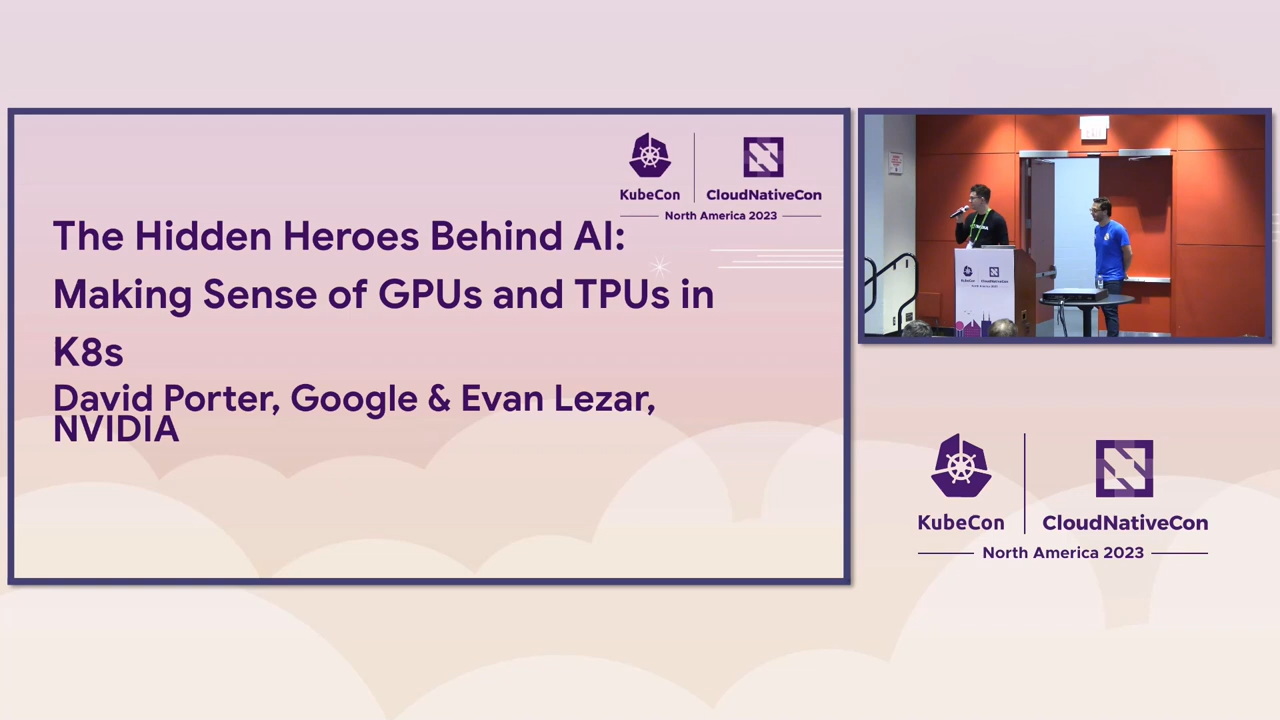 KubeCon
CloudNativeCon
North America 2023
The Hidden Heroes Behind AI:
Making Sense of GPUs and TPUs in
K8s
David Porter, Google & Evan Lezar,
NVIDIA
EXIT
KubeCon
CloudNativeCon
North America 2023